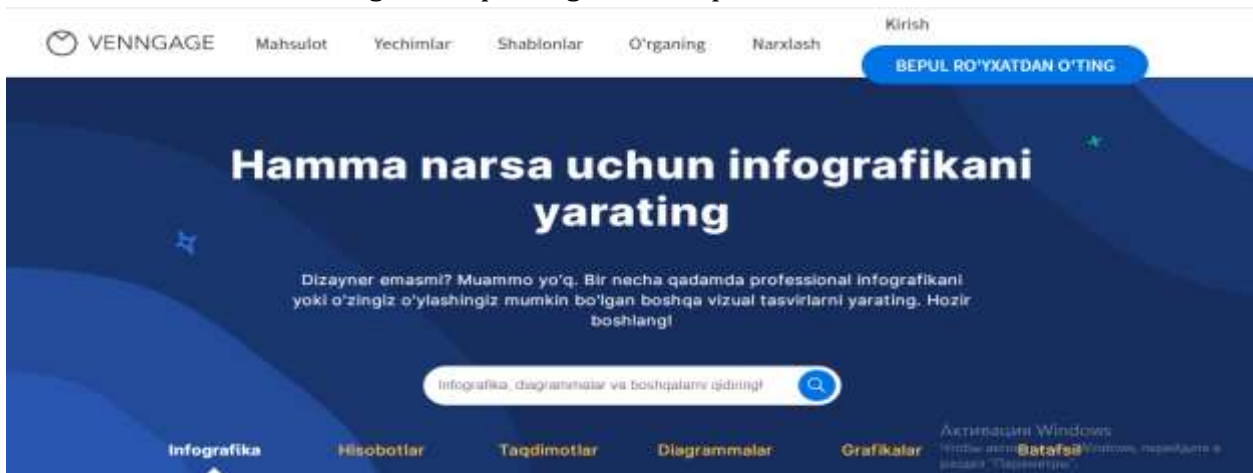 Kirish
VENNGAGE Mahsulot Yechimlar Shablonlar O'rganing Narxlash
BEPUL RO'YXATDAN O'TING
Hamma narsa uchun infografikani
yarating
Dizayner emasmi? Muammo yo'q. Bir necha qadamda professional infografikani
yoki o'zingiz o'ylashingiz mumkin bo'lgan boshqa vizual tasvirlarni yarating. Hozir
boshlang!
Infografika, diagrammalar va boshqalarni qidiring!
Активация Windows
Infografika Hisobotlar Taqdimotlar Diagrammalar Grafikalar Batafsil